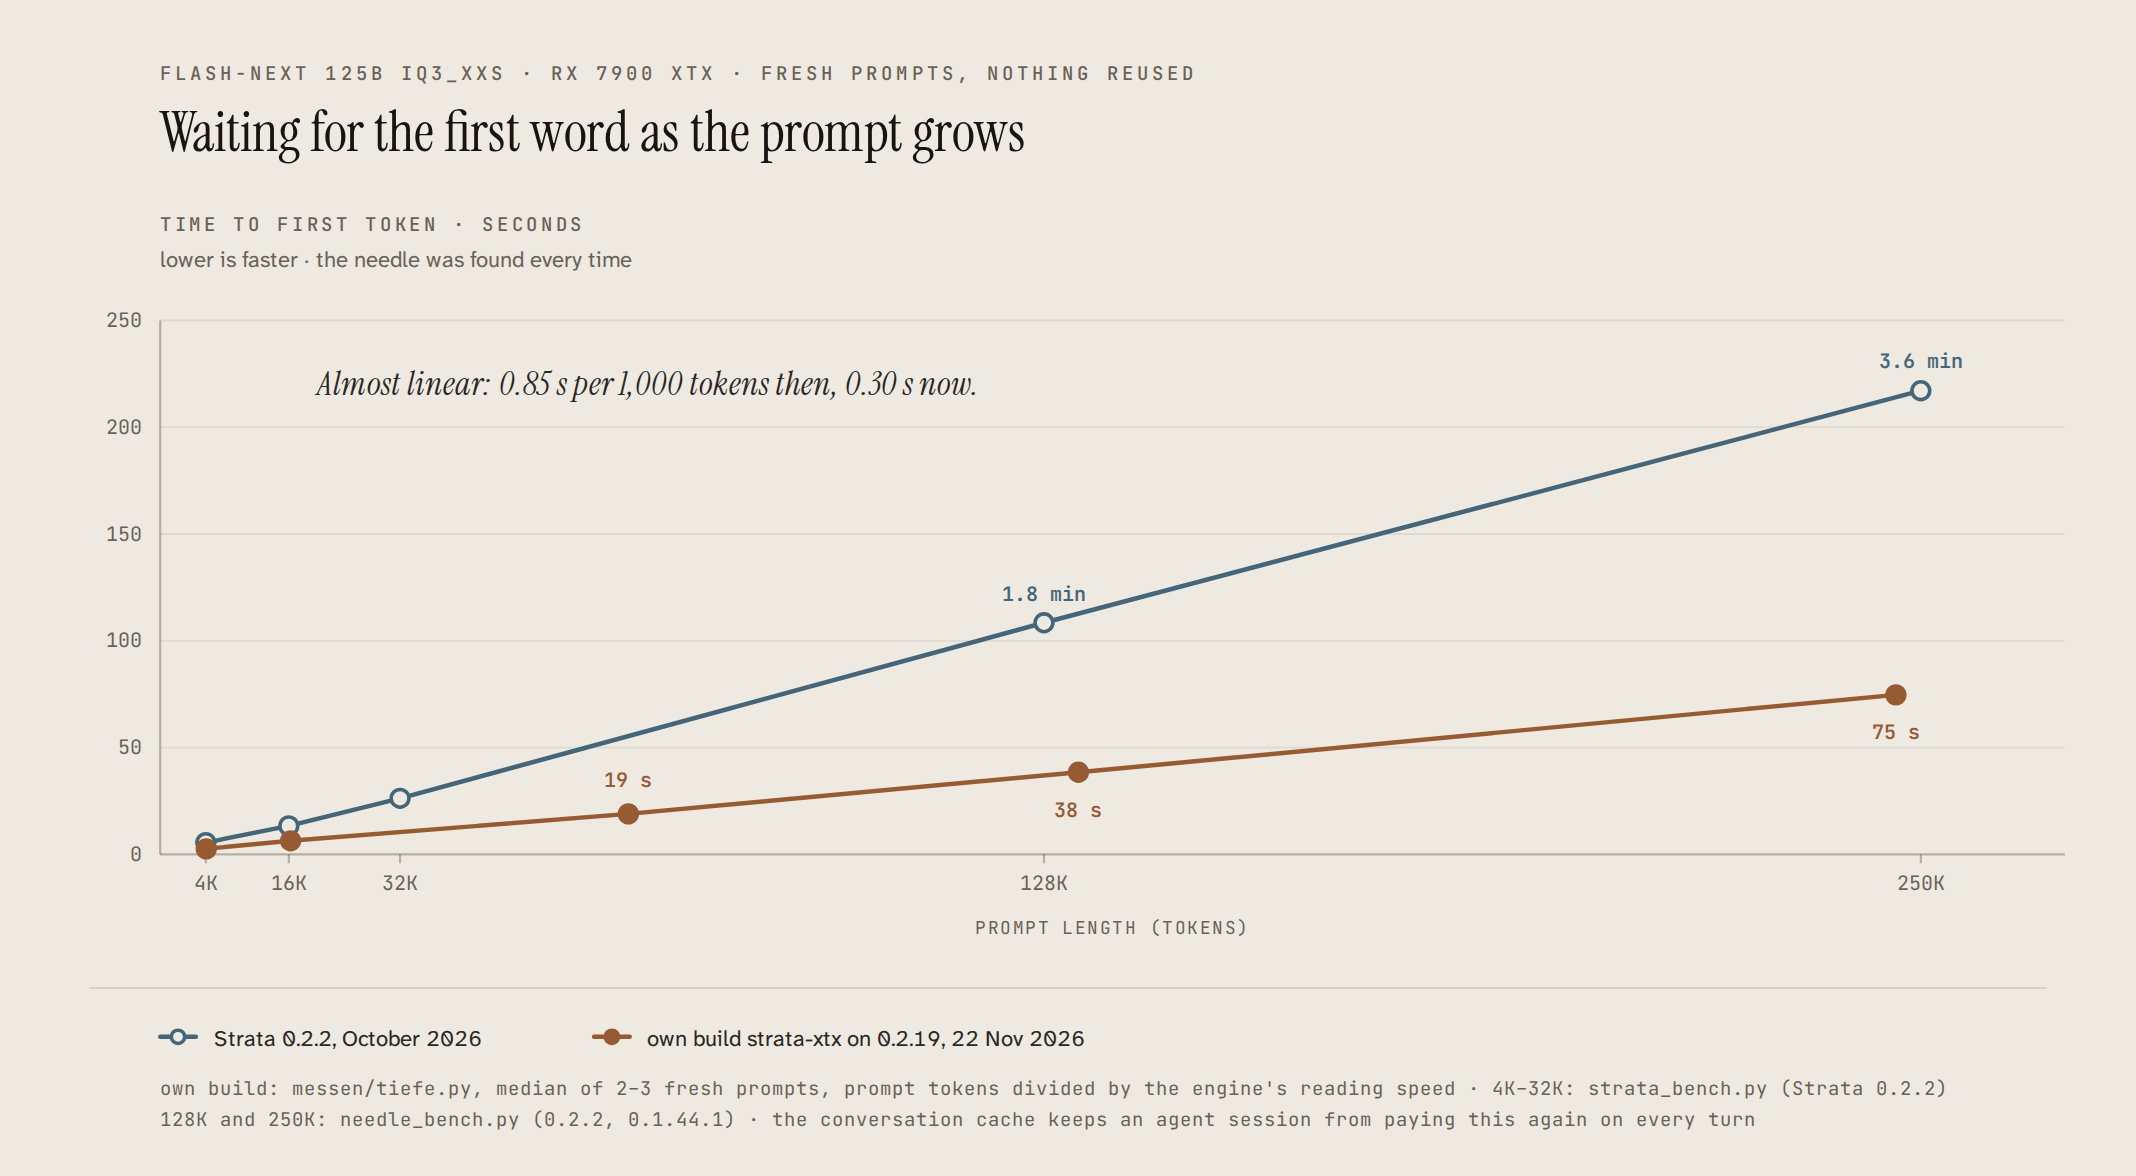 FLASH-NEXT 125B IQ3_XXS · RX 7900 XTX · FRESH PROMPTS, NOTHING REUSED
Waiting for the first word as the prompt grows
TIME TO FIRST TOKEN · SECONDS
lower is faster · the needle was found every time
250
Almost linear: 0.85 s per 1,000 tokens then, 0.30 s now.
3.6 min
200
150
1.8 min
100
75 s
50
19 s
38 s
0
4K 16K 32K 128K 250K
PROMPT LENGTH (TOKENS)
Strata 0.2.2, October 2026 own build strata-xtx on 0.2.19, 22 Nov 2026
own build: messen/tiefe.py, median of 2–3 fresh prompts, prompt tokens divided by the engine's reading speed · 4K–32K: strata_bench.py (Strata 0.2.2)
128K and 250K: needle_bench.py (0.2.2, 0.1.44.1) · the conversation cache keeps an agent session from paying this again on every turn